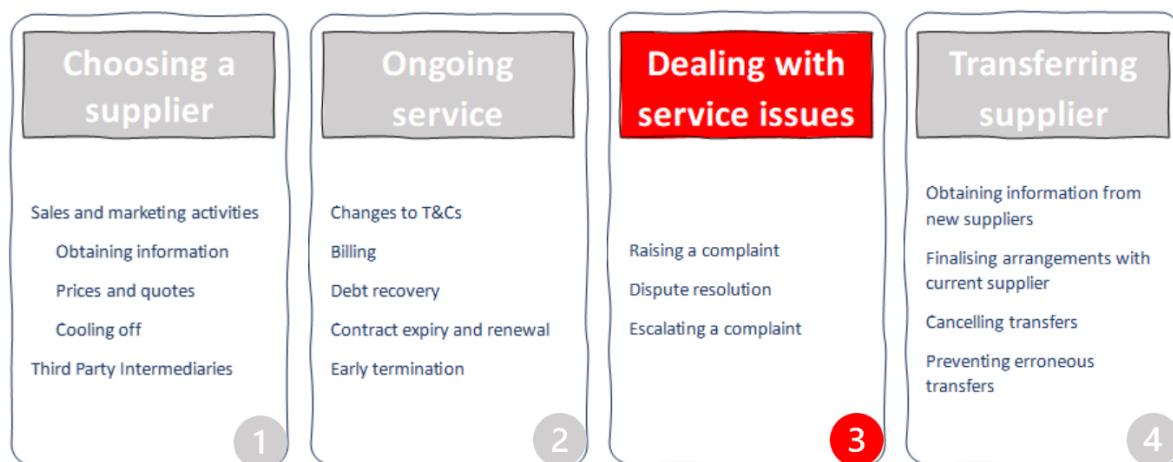 Choosing a
supplier
Sales and marketing activities
Obtaining information
Prices and quotes
Cooling off
Third Party Intermediaries
1
Ongoing
service
Changes to T&Cs
Billing
Debt recovery
Contract expiry and renewal
Early termination
2
Dealing with
service issues
Raising a complaint
Dispute resolution
Escalating a complaint
3
Transferring
supplier
Obtaining information from
new suppliers
Finalising arrangements with
current supplier
Cancelling transfers
Preventing erroneous
transfers
4